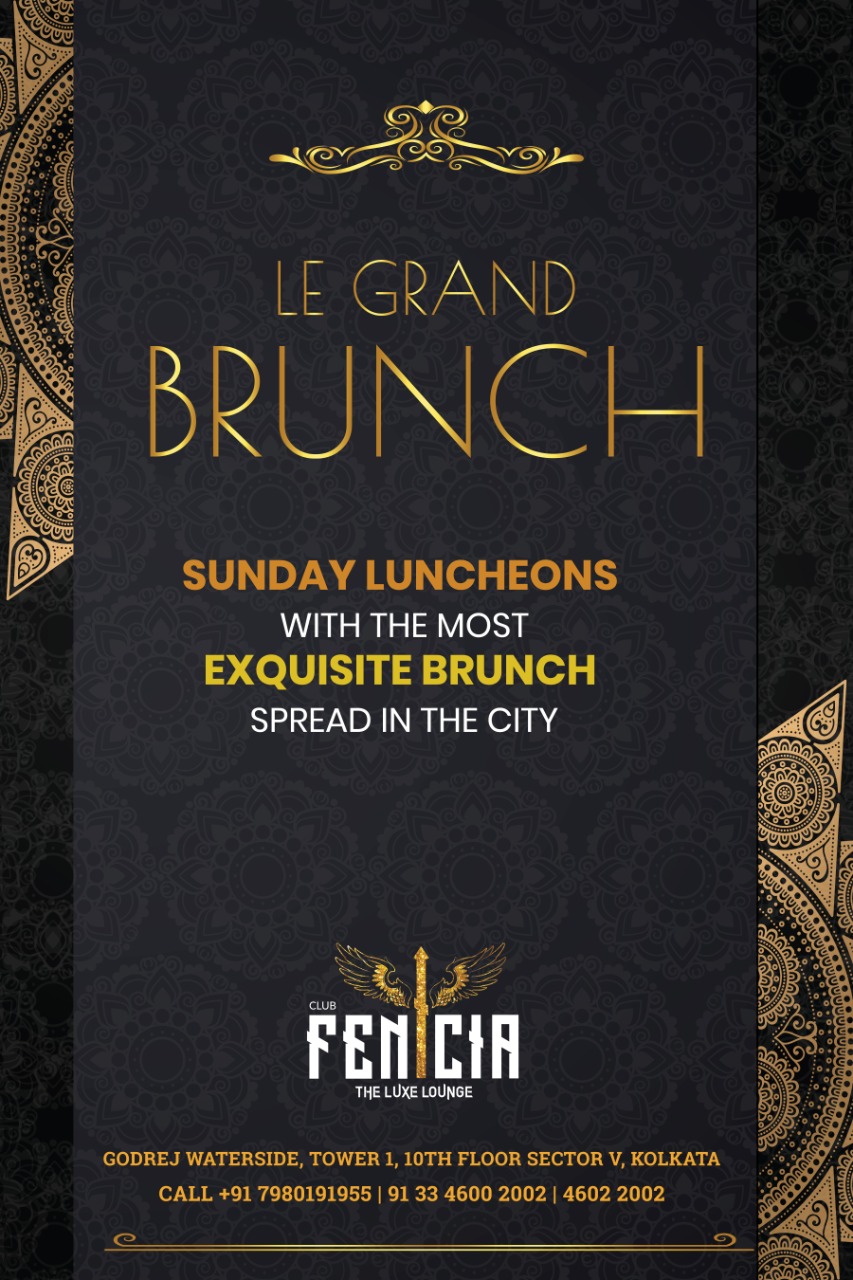 LE GRAND
BRUNCH
SUNDAY LUNCHEONS
WITH THE MOST
EXQUISITE BRUNCH
SPREAD IN THE CITY
CLUB
FENICIA
THE LUXE LOUNGE
GODREJ WATERSIDE, TOWER 1, 10TH FLOOR SECTOR V, KOLKATA
CALL +91 7980191955 | 91 33 4600 2002 | 4602 2002